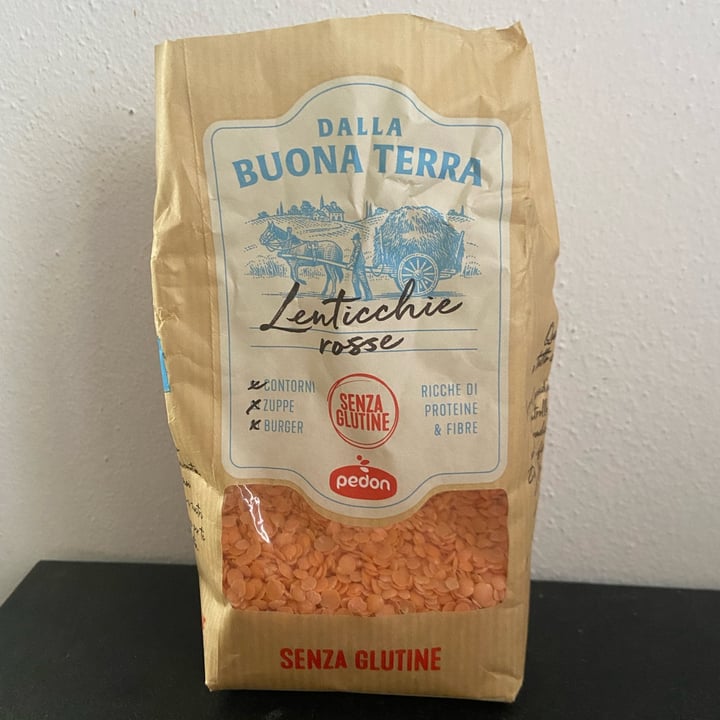 DALLA
BUONA TERRA
Lenticchie
rosse
x CONTORNI
x ZUPPE
x BURGER
SENZA
GLUTINE
RICCHE DI
PROTEINE
& FIBRE
pedon
SENZA GLUTINE